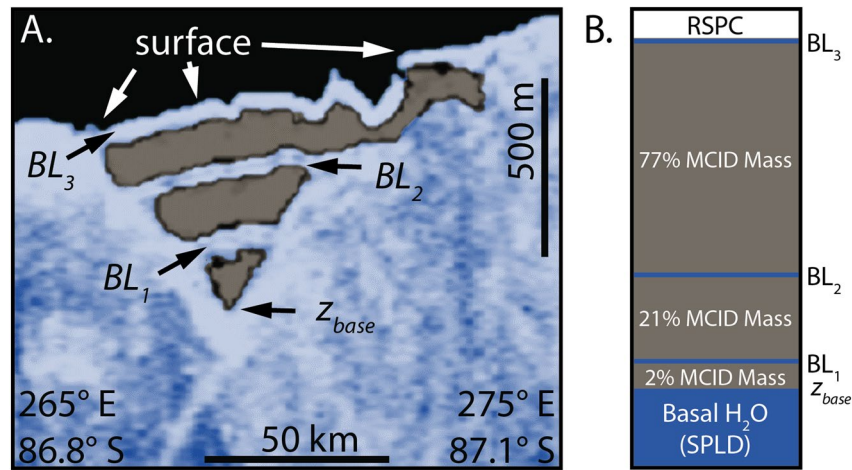 A.
surface
BL3
BL2
BL1
zbase
500 m
265° E
86.8° S
50 km
275° E
87.1° S
B.
RSPC
BL3
77% MCID Mass
BL2
21% MCID Mass
BL1
2% MCID Mass
zbase
Basal H2O
(SPLD)